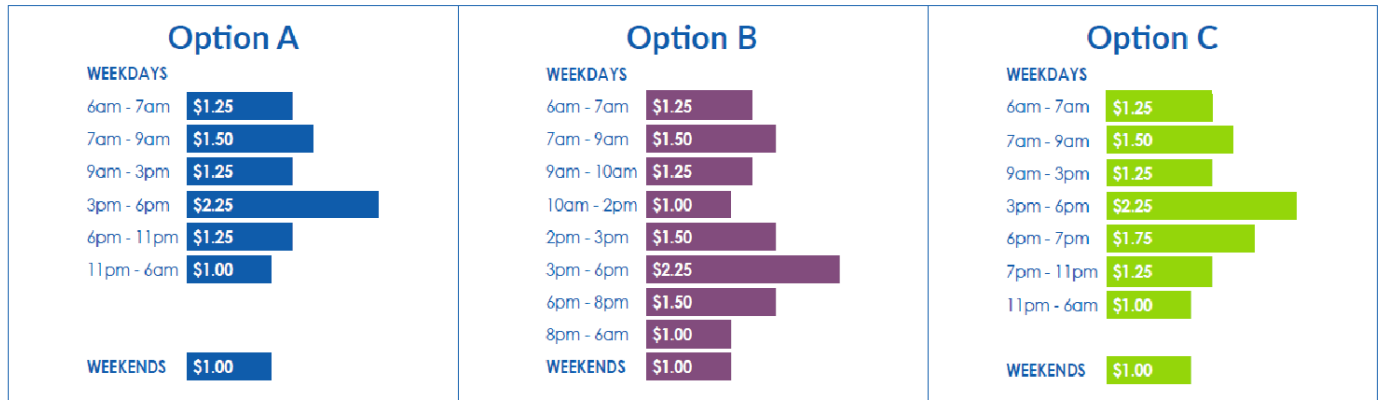 Option A
WEEKDAYS
6am - 7am $1.25
7am - 9am $1.50
9am - 3pm $1.25
3pm - 6pm $2.25
6pm - 11pm $1.25
11pm - 6am $1.00
WEEKENDS $1.00
Option B
WEEKDAYS
6am - 7am $1.25
7am - 9am $1.50
9am - 10am $1.25
10am - 2pm $1.00
2pm - 3pm $1.50
3pm - 6pm $2.25
6pm - 8pm $1.50
8pm - 6am $1.00
WEEKENDS $1.00
Option C
WEEKDAYS
6am - 7am $1.25
7am - 9am $1.50
9am - 3pm $1.25
3pm - 6pm $2.25
6pm - 7pm $1.75
7pm - 11pm $1.25
11pm - 6am $1.00
WEEKENDS $1.00